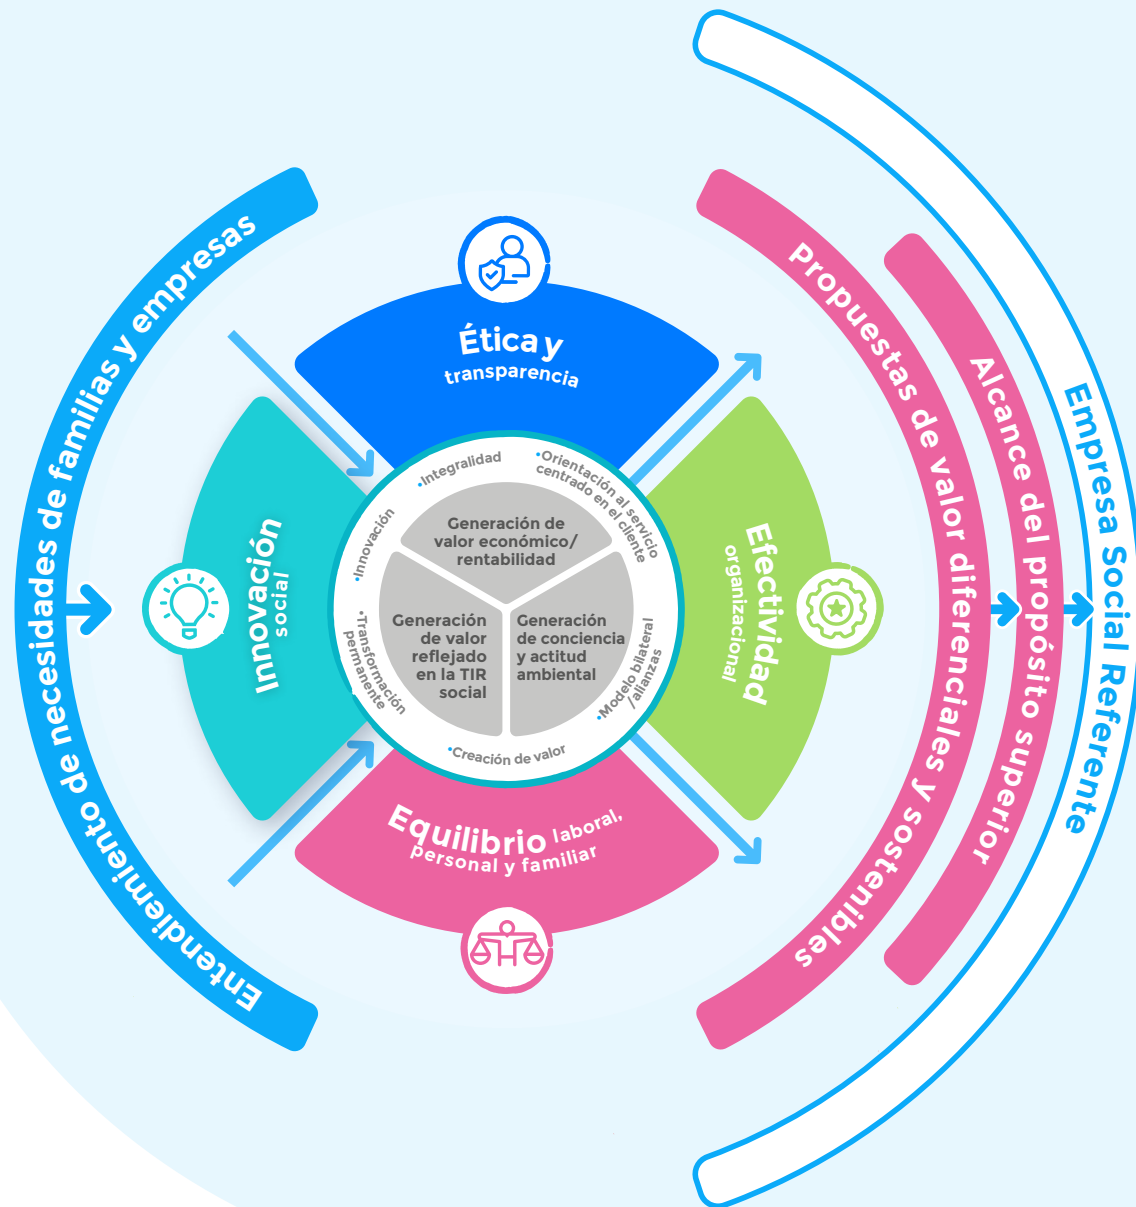 Entendiemiento de necesidades de familias y empresas
Ética y
transparencia
Innovación
social
Efectividad
organizacional
Equilibrio laboral,
personal y familiar
•Integralidad
•Orientación al servicio
centrado en el cliente
•Innovación
•Transformación
permanente
•Modelo bilateral
/alianzas
•Creación de valor
Generación de
valor económico/
rentabilidad
Generación
de valor
reflejado
en la TIR
social
Generación
de conciencia
y actitud
ambiental
Propuestas de valor diferenciales y sostenibles
Alcance del propósito superior
Empresa Social Referente